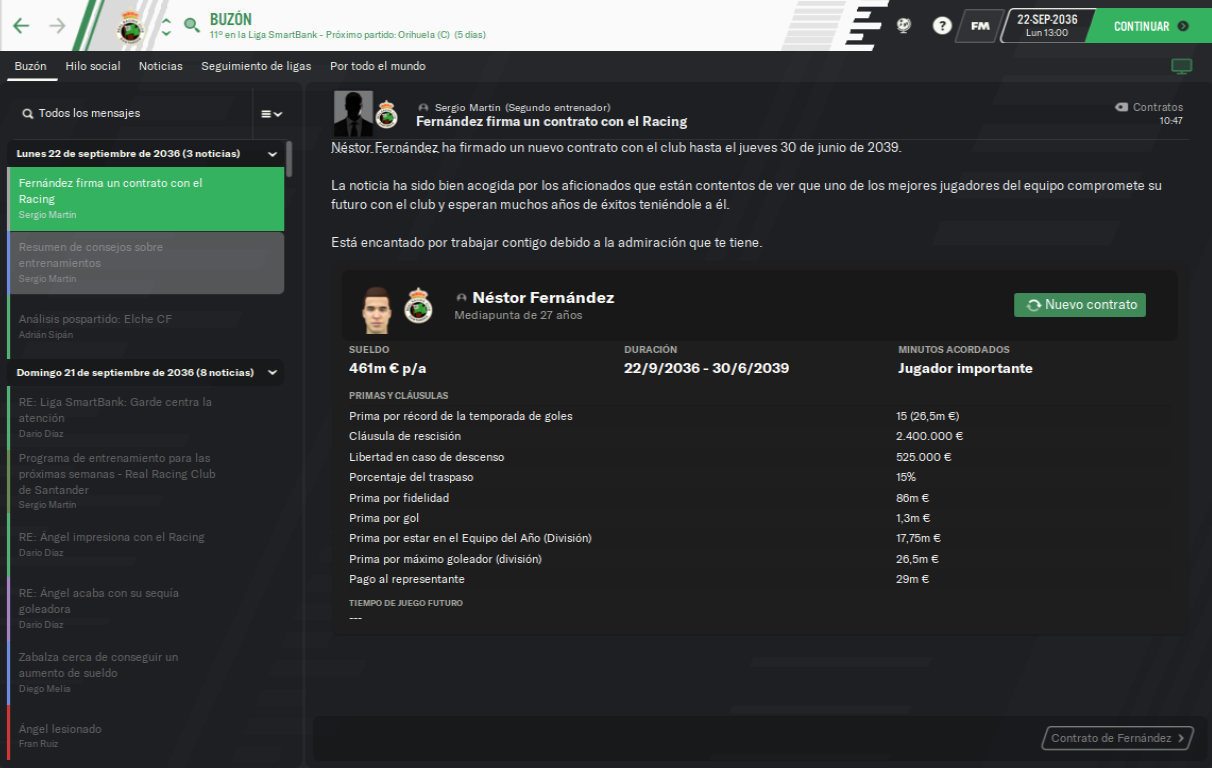 BUZÓN
11º en la Liga SmartBank - Próximo partido: Orihuela (C) (5 días)
?
FM
22-SEP-2036
Lun 13:00
CONTINUAR
Buzón
Hilo social
Noticias
Seguimiento de ligas
Por todo el mundo
Todos los mensajes
Lunes 22 de septiembre de 2036 (3 noticias)
Fernández firma un contrato con el
Racing
Sergio Martín
Resumen de consejos sobre
entrenamientos
Sergio Martín
Análisis pospartido: Elche CF
Adrián Sipán
Domingo 21 de septiembre de 2036 (8 noticias)
RE: Liga SmartBank: Garde centra la
atención
Darío Díaz
Programa de entrenamiento para las
próximas semanas - Real Racing Club
de Santander
Sergio Martín
RE: Ángel impresiona con el Racing
Darío Díaz
RE: Ángel acaba con su sequía
goleadora
Darío Díaz
Zabalza cerca de conseguir un
aumento de sueldo
Diego Melia
Ángel lesionado
Fran Ruiz
Sergio Martín (Segundo entrenador)
Fernández firma un contrato con el Racing
Contratos
10:47
Néstor Fernández ha firmado un nuevo contrato con el club hasta el jueves 30 de junio de 2039.
La noticia ha sido bien acogida por los aficionados que están contentos de ver que uno de los mejores jugadores del equipo compromete su
futuro con el club y esperan muchos años de éxitos teniéndole a él.
Está encantado por trabajar contigo debido a la admiración que te tiene.
Néstor Fernández
Mediapunta de 27 años
Nuevo contrato
SUELDO
DURACIÓN
MINUTOS ACORDADOS
461m € p/a
22/9/2036 - 30/6/2039
Jugador importante
PRIMAS Y CLÁUSULAS
Prima por récord de la temporada de goles 15 (26,5m €)
Cláusula de rescisión 2.400.000 €
Libertad en caso de descenso 525.000 €
Porcentaje del traspaso 15%
Prima por fidelidad 86m €
Prima por gol 1,3m €
Prima por estar en el Equipo del Año (División) 17,75m €
Prima por máximo goleador (división) 26,5m €
Pago al representante 29m €
TIEMPO DE JUEGO FUTURO
---
Contrato de Fernández